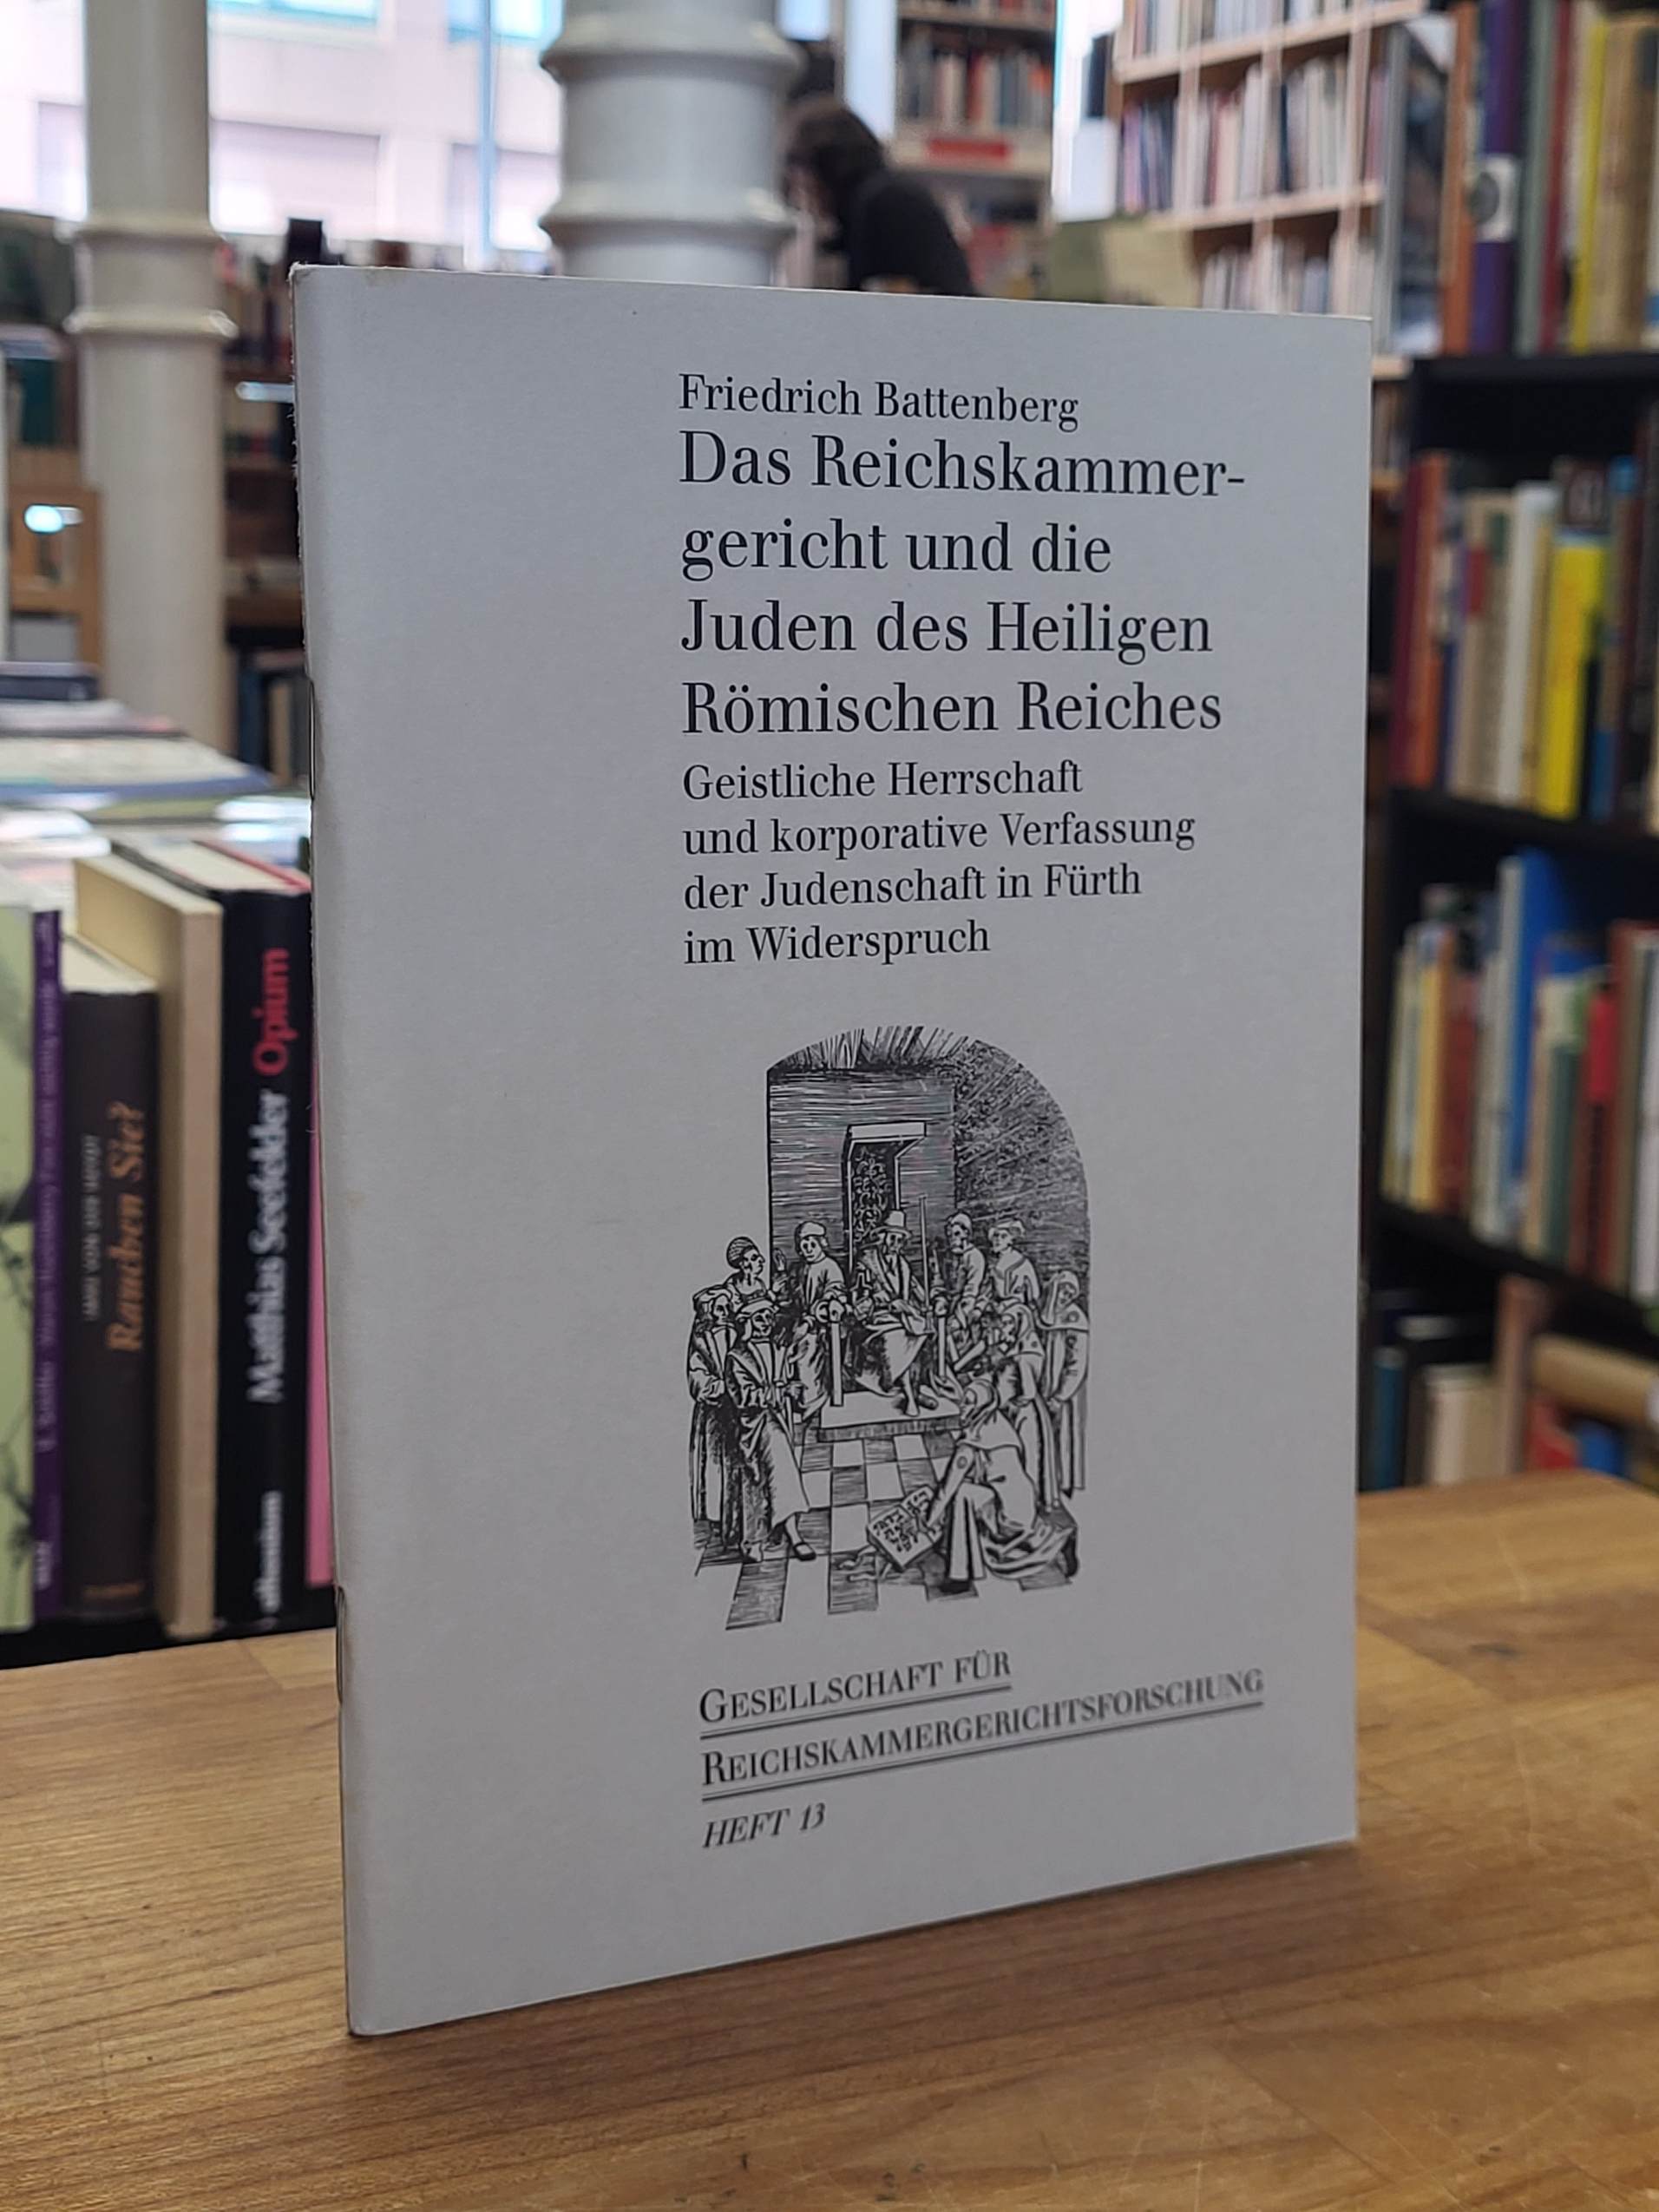 Friedrich Battenberg
Das Reichskammer-
gericht und die
Juden des Heiligen
Römischen Reiches
Geistliche Herrschaft
und korporative Verfassung
der Judenschaft in Fürth
im Widerspruch
GESELLSCHAFT FÜR
REICHSKAMMERGERICHTSFORSCHUNG
HEFT 13
Rauchen Sie?
Matthias Seefelder Opium